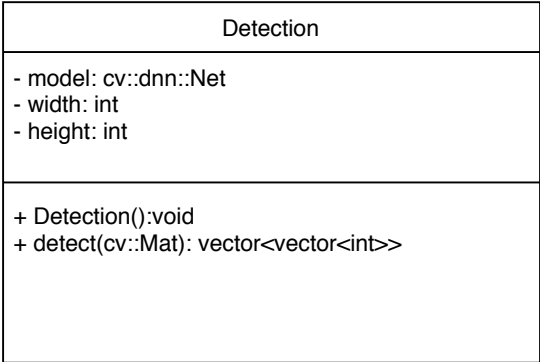 Detection
- model: cv::dnn::Net
- width: int
- height: int
+ Detection():void
+ detect(cv::Mat): vector<vector<int>>